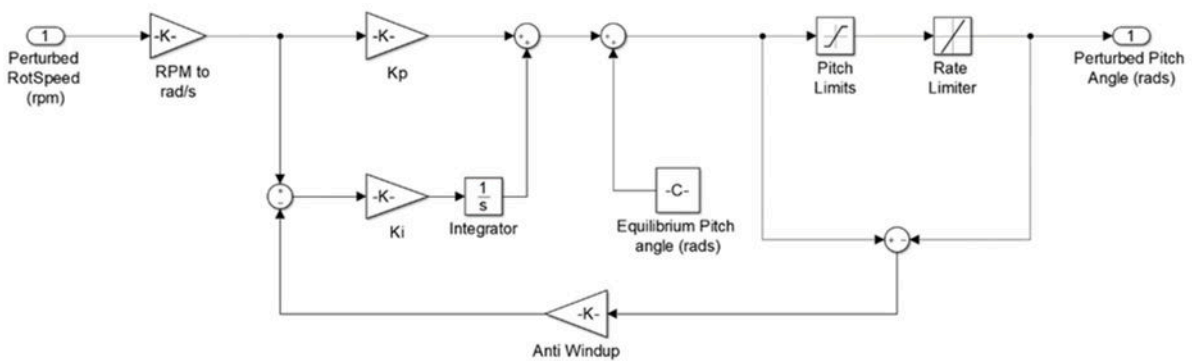 1
Perturbed
RotSpeed
(rpm)
-K-
RPM to
rad/s
-K-
Kp
+
+
+
+
Pitch
Limits
Rate
Limiter
1
Perturbed Pitch
Angle (rads)
+
-
-K-
Ki
1
s
Integrator
-C-
Equilibrium Pitch
angle (rads)
+ -
-K-
Anti Windup